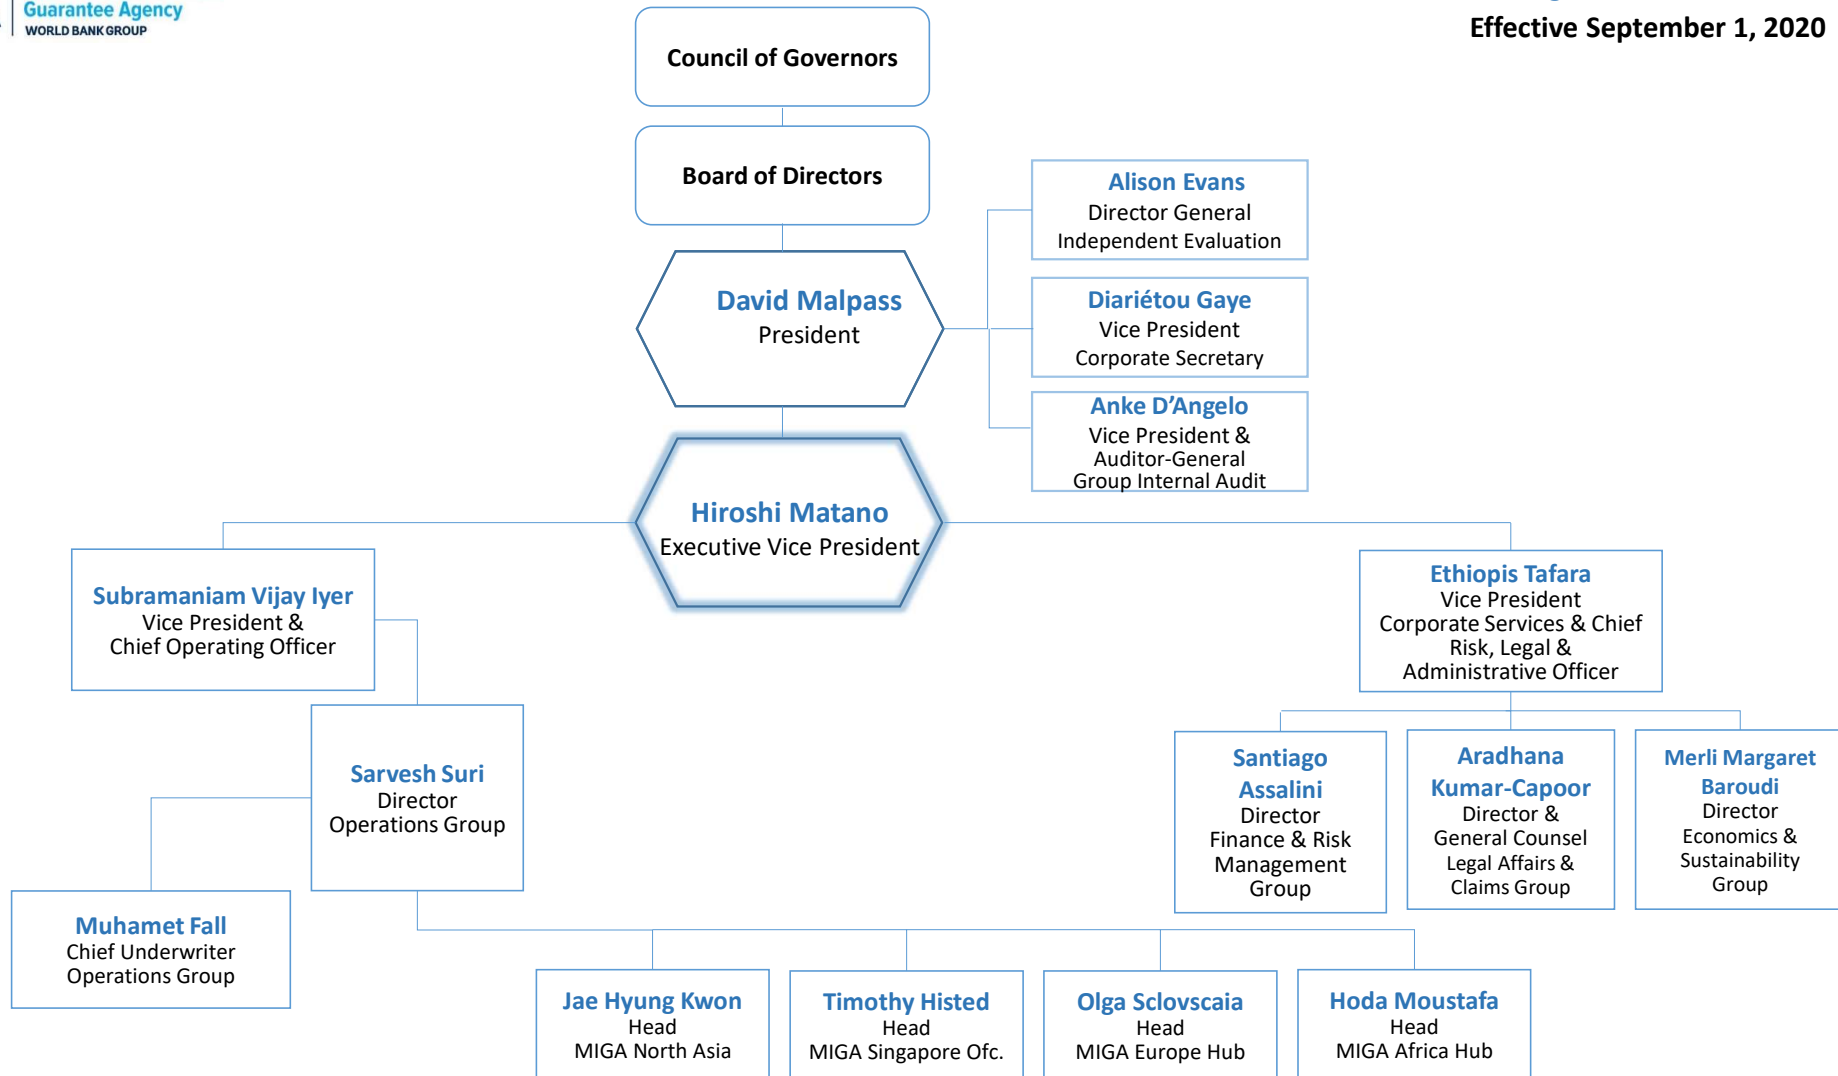 Guarantee Agency
WORLD BANK GROUP
Effective September 1, 2020
Council of Governors
Board of Directors
David Malpass
President
Alison Evans
Director General
Independent Evaluation
Diariétou Gaye
Vice President
Corporate Secretary
Anke D’Angelo
Vice President &
Auditor-General
Group Internal Audit
Hiroshi Matano
Executive Vice President
Subramaniam Vijay Iyer
Vice President &
Chief Operating Officer
Ethiopis Tafara
Vice President
Corporate Services & Chief
Risk, Legal &
Administrative Officer
Sarvesh Suri
Director
Operations Group
Santiago
Assalini
Director
Finance & Risk
Management
Group
Aradhana
Kumar-Capoor
Director &
General Counsel
Legal Affairs &
Claims Group
Merli Margaret
Baroudi
Director
Economics &
Sustainability
Group
Muhamet Fall
Chief Underwriter
Operations Group
Jae Hyung Kwon
Head
MIGA North Asia
Timothy Histed
Head
MIGA Singapore Ofc.
Olga Sclovscaia
Head
MIGA Europe Hub
Hoda Moustafa
Head
MIGA Africa Hub